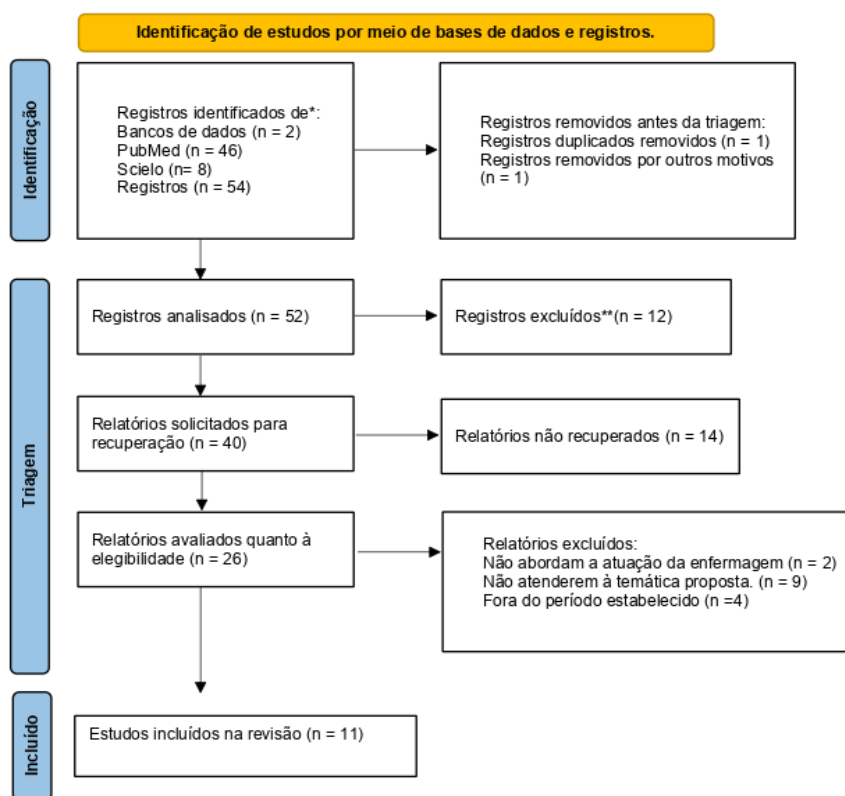 Identificação de estudos por meio de bases de dados e registros.
Identificação
Registros identificados de*:
Bancos de dados (n = 2)
PubMed (n = 46)
Scielo (n= 8)
Registros (n = 54)
Registros removidos antes da triagem:
Registros duplicados removidos (n = 1)
Registros removidos por outros motivos
(n = 1)
Triagem
Registros analisados (n = 52)
Registros excluídos**(n = 12)
Relatórios solicitados para
recuperação (n = 40)
Relatórios não recuperados (n = 14)
Relatórios avaliados quanto à
elegibilidade (n = 26)
Relatórios excluídos:
Não abordam a atuação da enfermagem (n = 2)
Não atenderem à temática proposta. (n = 9)
Fora do período estabelecido (n =4)
Incluído
Estudos incluídos na revisão (n = 11)